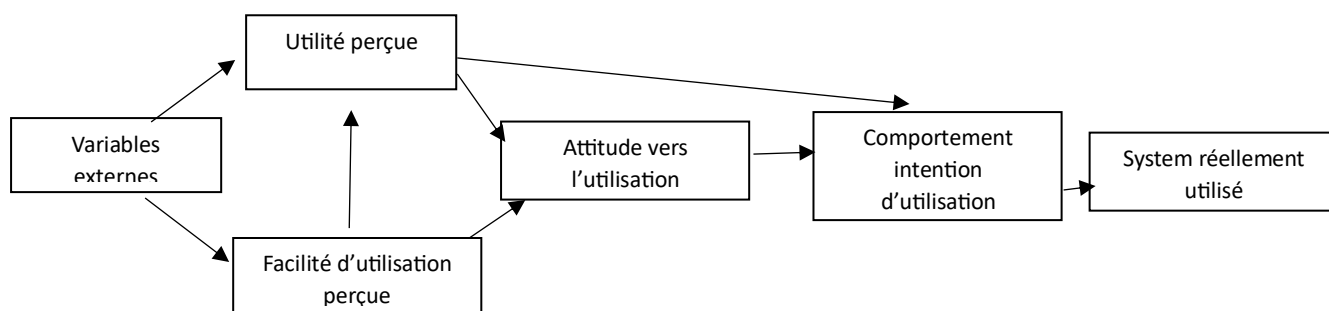 Utilité perçue
Variables
externes
Attitude vers
l’utilisation
Comportement
intention
d’utilisation
System réellement
utilisé
Facilité d’utilisation
perçue